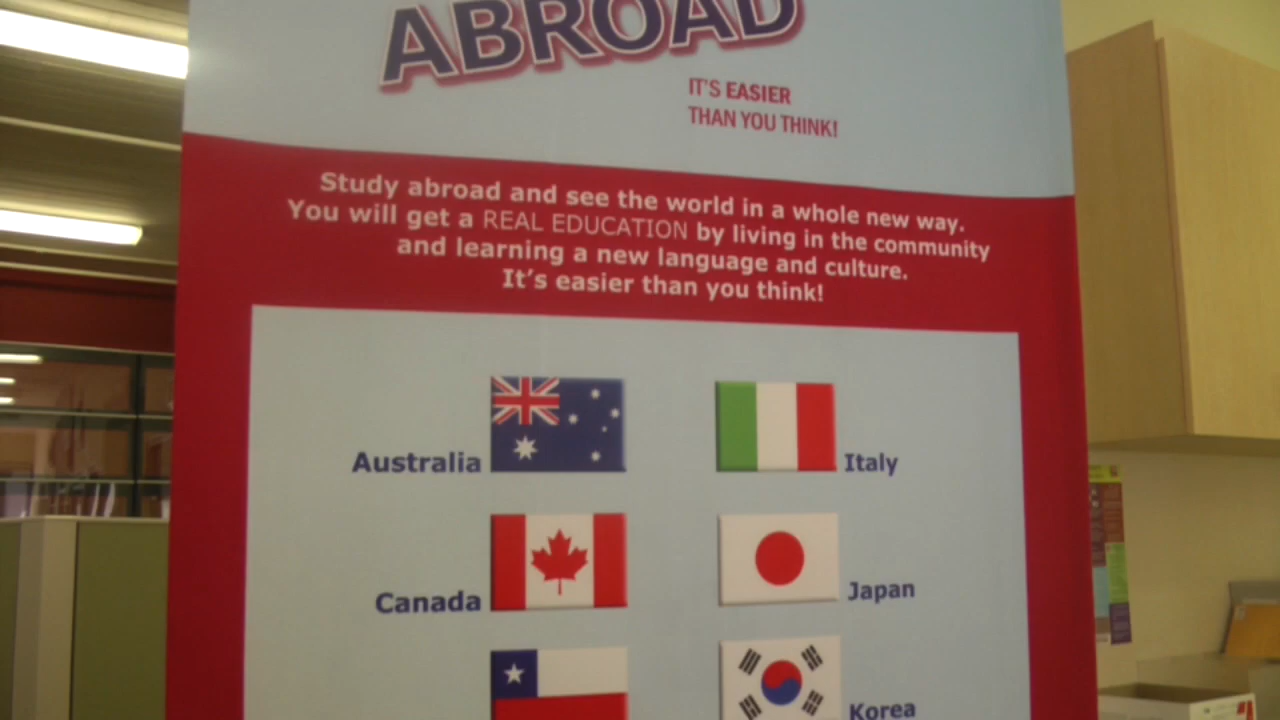 ABROAD
IT'S EASIER
THAN YOU THINK!
Study abroad and see the world in a whole new way.
You will get a REAL EDUCATION by living in the community
and learning a new language and culture.
It's easier than you think!
Australia
Italy
Canada
Japan
Korea